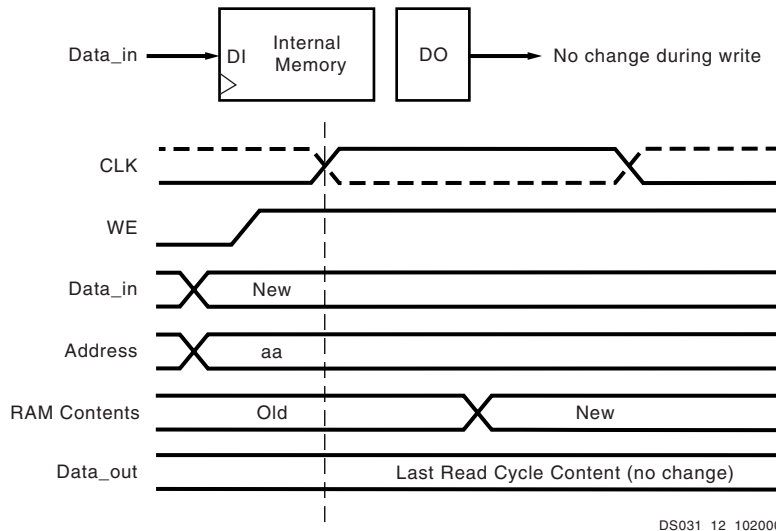 Data_in
DI
Internal
Memory
DO
No change during write
CLK
WE
Data_in
New
Address
aa
RAM Contents
Old
New
Data_out
Last Read Cycle Content (no change)
DS031_12_102000